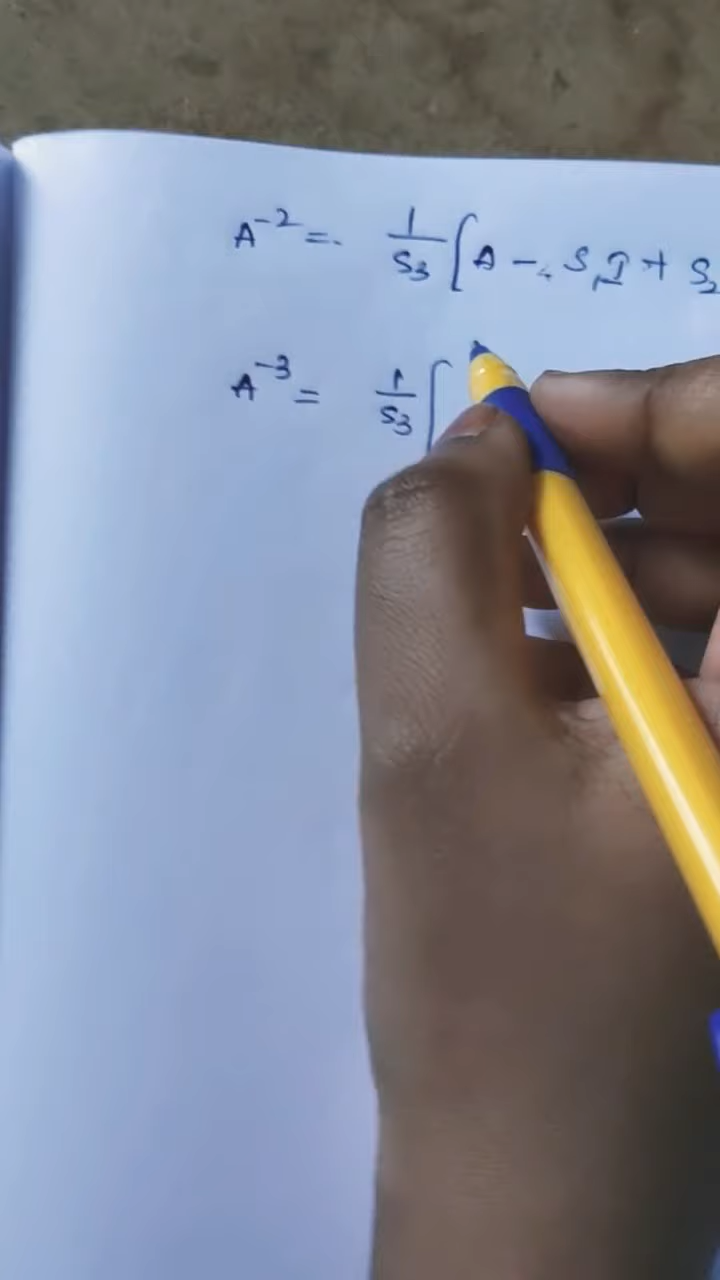 A⁻² = 1/S₃ [A - S₁I + S₂
A⁻³ = 1/S₃ [